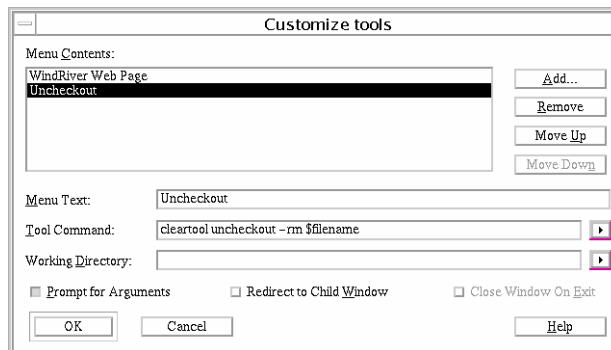 Customize tools
Menu Contents:
WindRiver Web Page
Uncheckout
Add...
Remove
Move Up
Move Down
Menu Text:
Uncheckout
Tool Command:
cleartool uncheckout –rm $filename
Working Directory:
Prompt for Arguments
Redirect to Child Window
Close Window On Exit
OK
Cancel
Help